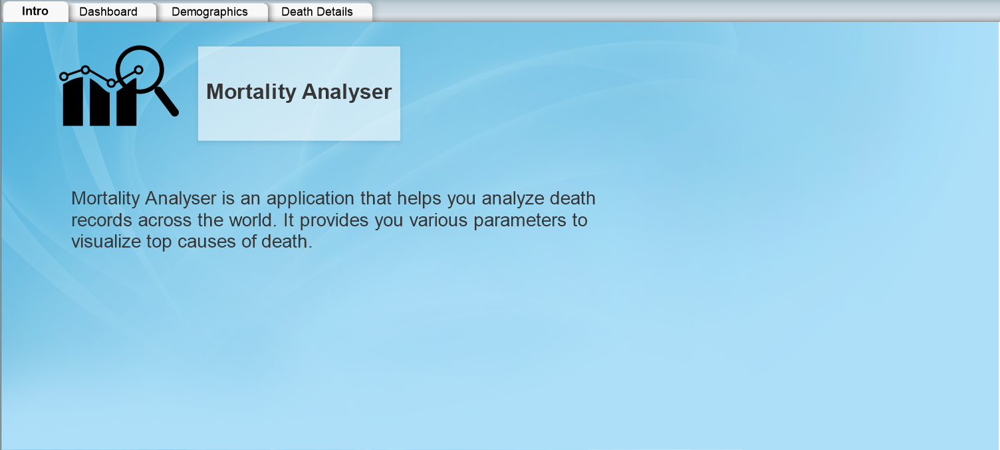 Intro Dashboard Demographics Death Details
Mortality Analyser
Mortality Analyser is an application that helps you analyze death
records across the world. It provides you various parameters to
visualize top causes of death.